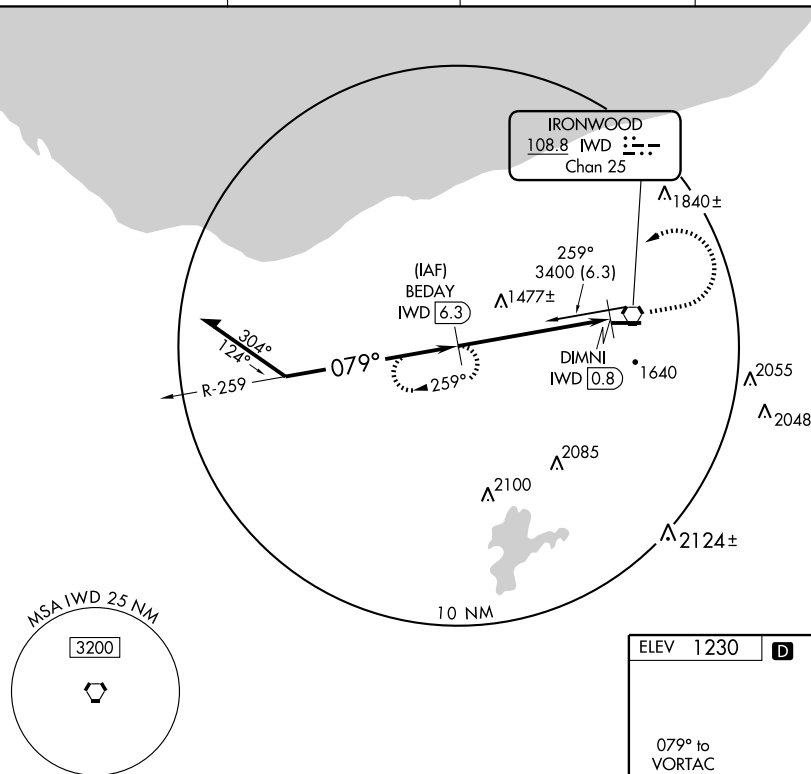 IRONWOOD
108.8 IWD
Chan 25
1840±
259°
3400 (6.3)
(IAF)
BEDAY
IWD 6.3
1477±
304°
124°
079°
R-259
259°
DIMNI
IWD 0.8
1640
2055
2048
2085
2100
2124±
10 NM
MSA IWD 25 NM
3200
ELEV 1230 D
079° to
VORTAC